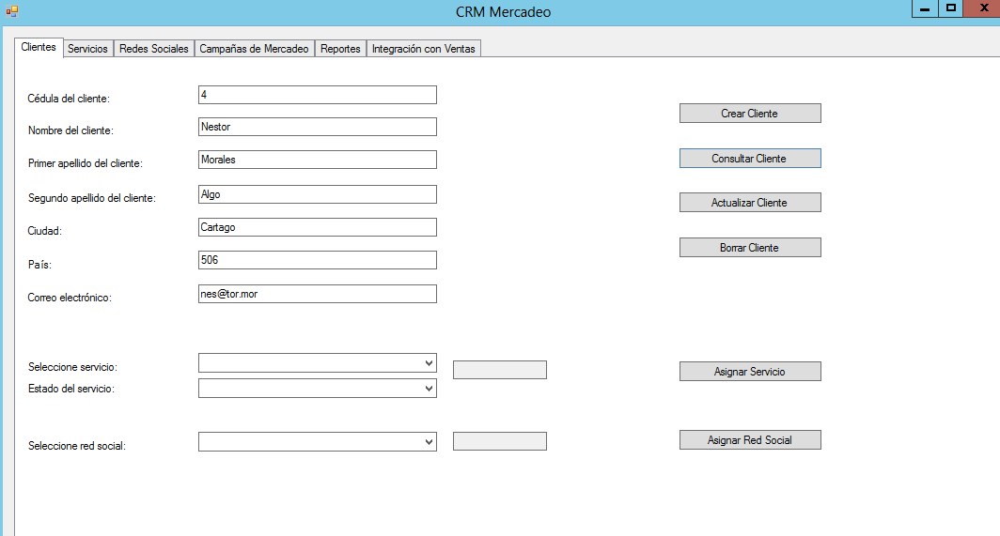 CRM Mercadeo
Clientes Servicios Redes Sociales Campañas de Mercadeo Reportes Integración con Ventas
Cédula del cliente: 4
Crear Cliente
Nombre del cliente: Nestor
Primer apellido del cliente: Morales
Consultar Cliente
Segundo apellido del cliente: Algo
Actualizar Cliente
Ciudad: Cartago
Borrar Cliente
País: 506
Correo electrónico: nes@tor.mor
Seleccione servicio:
Asignar Servicio
Estado del servicio:
Seleccione red social:
Asignar Red Social